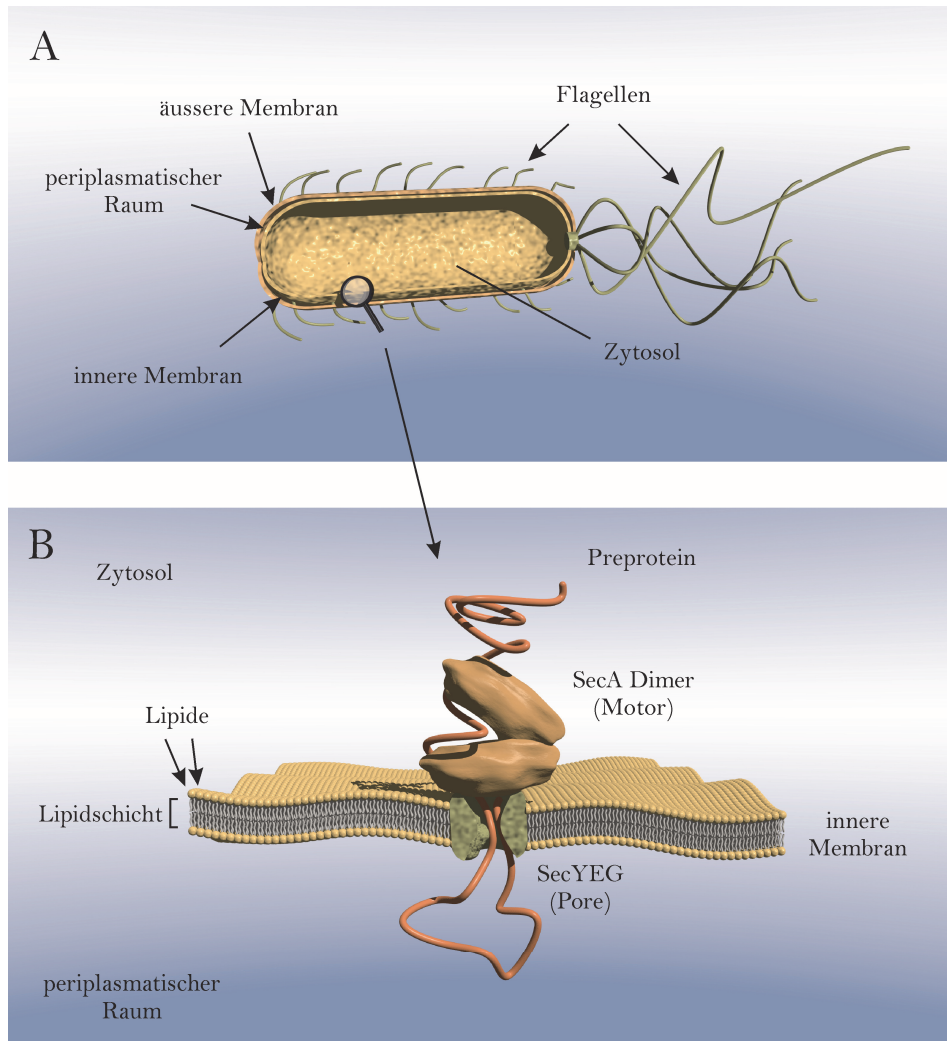 A
äussere Membran
Flagellen
periplasmatischer
Raum
Zytosol
innere Membran
B
Zytosol
Preprotein
SecA Dimer
(Motor)
Lipide
Lipidschicht
innere
Membran
SecYEG
(Pore)
periplasmatischer
Raum